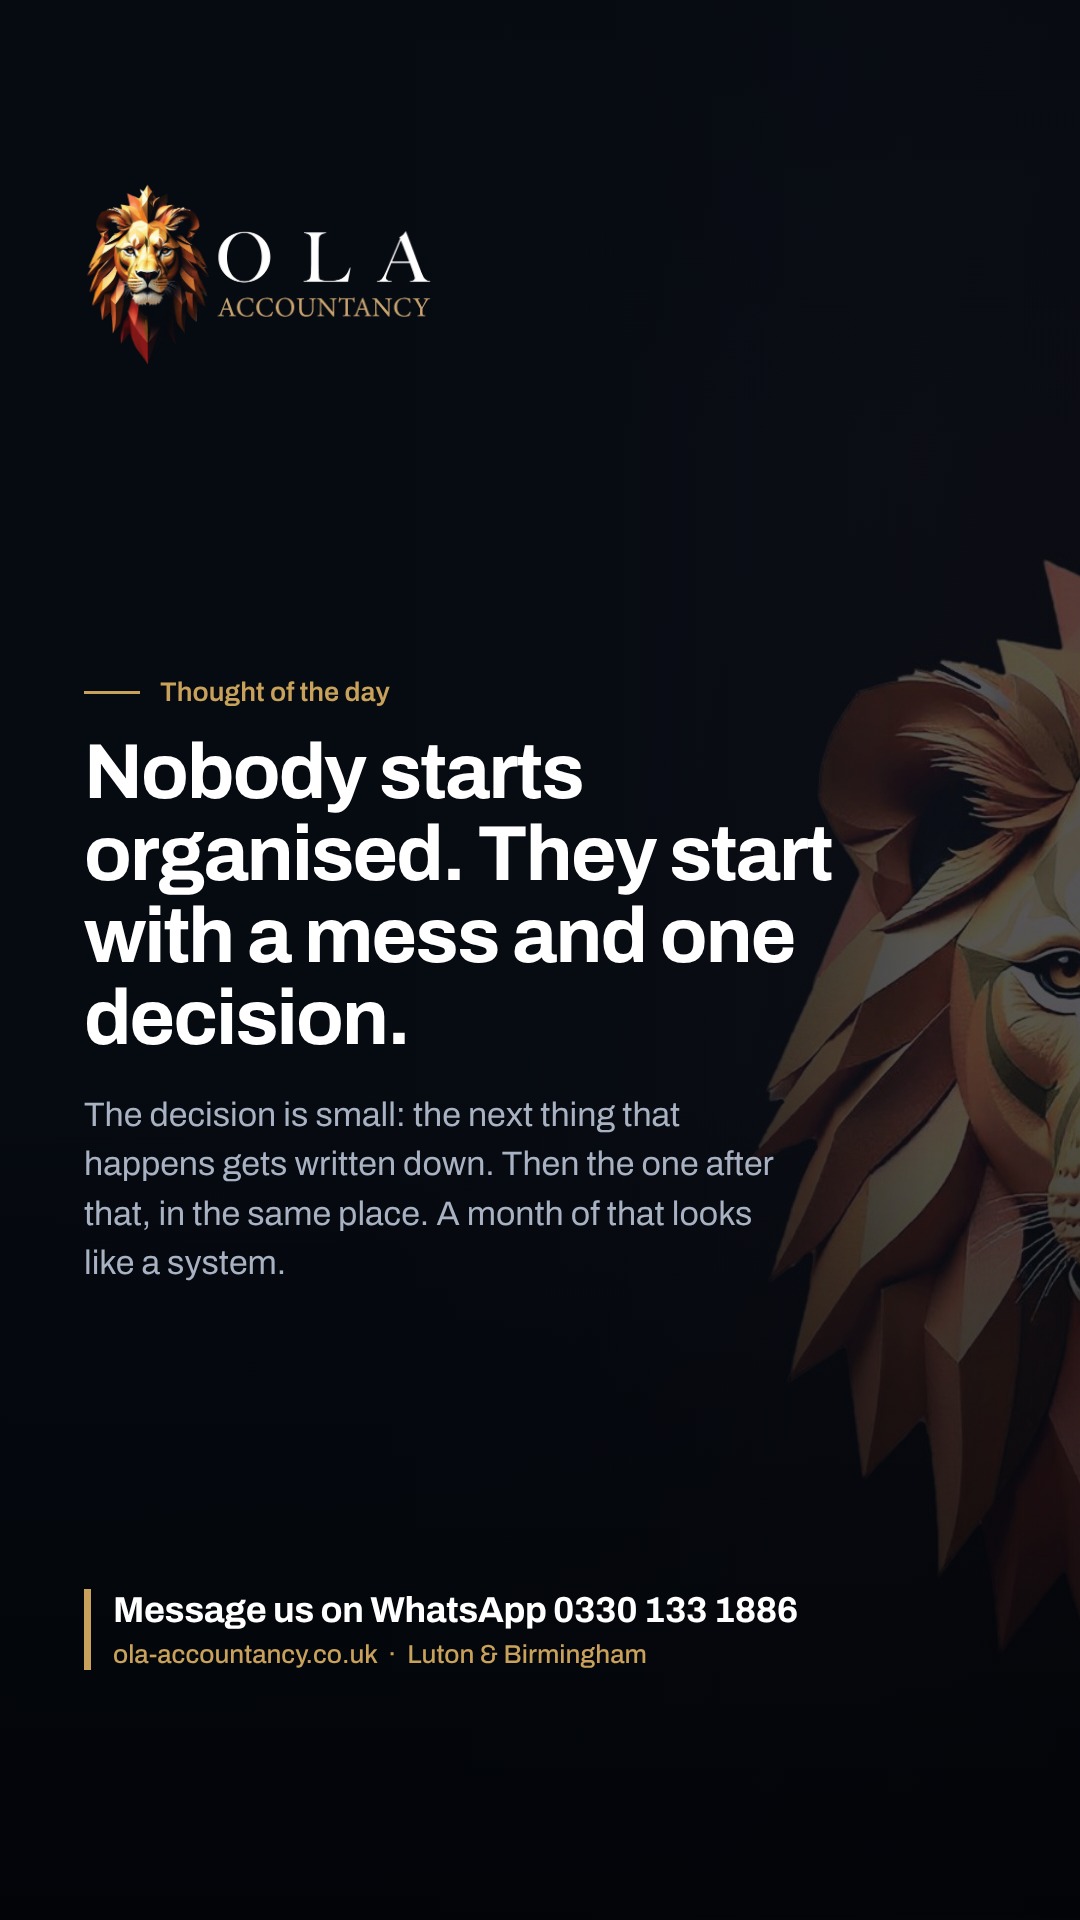 OLA
ACCOUNTANCY
Thought of the day
Nobody starts
organised. They start
with a mess and one
decision.
The decision is small: the next thing that
happens gets written down. Then the one after
that, in the same place. A month of that looks
like a system.
Message us on WhatsApp 0330 133 1886
ola-accountancy.co.uk · Luton & Birmingham